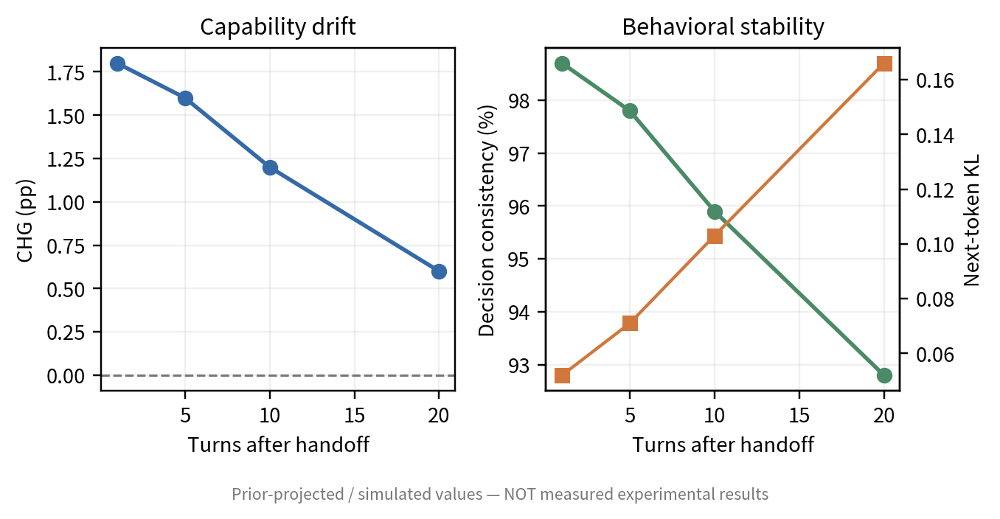 Capability drift
CHG (pp)
1.75
1.50
1.25
1.00
0.75
0.50
0.25
0.00
5 10 15 20
Turns after handoff
Behavioral stability
Decision consistency (%)
98
97
96
95
94
93
0.16
0.14
0.12
0.10
0.08
0.06
Next-token KL
5 10 15 20
Turns after handoff
Prior-projected / simulated values — NOT measured experimental results